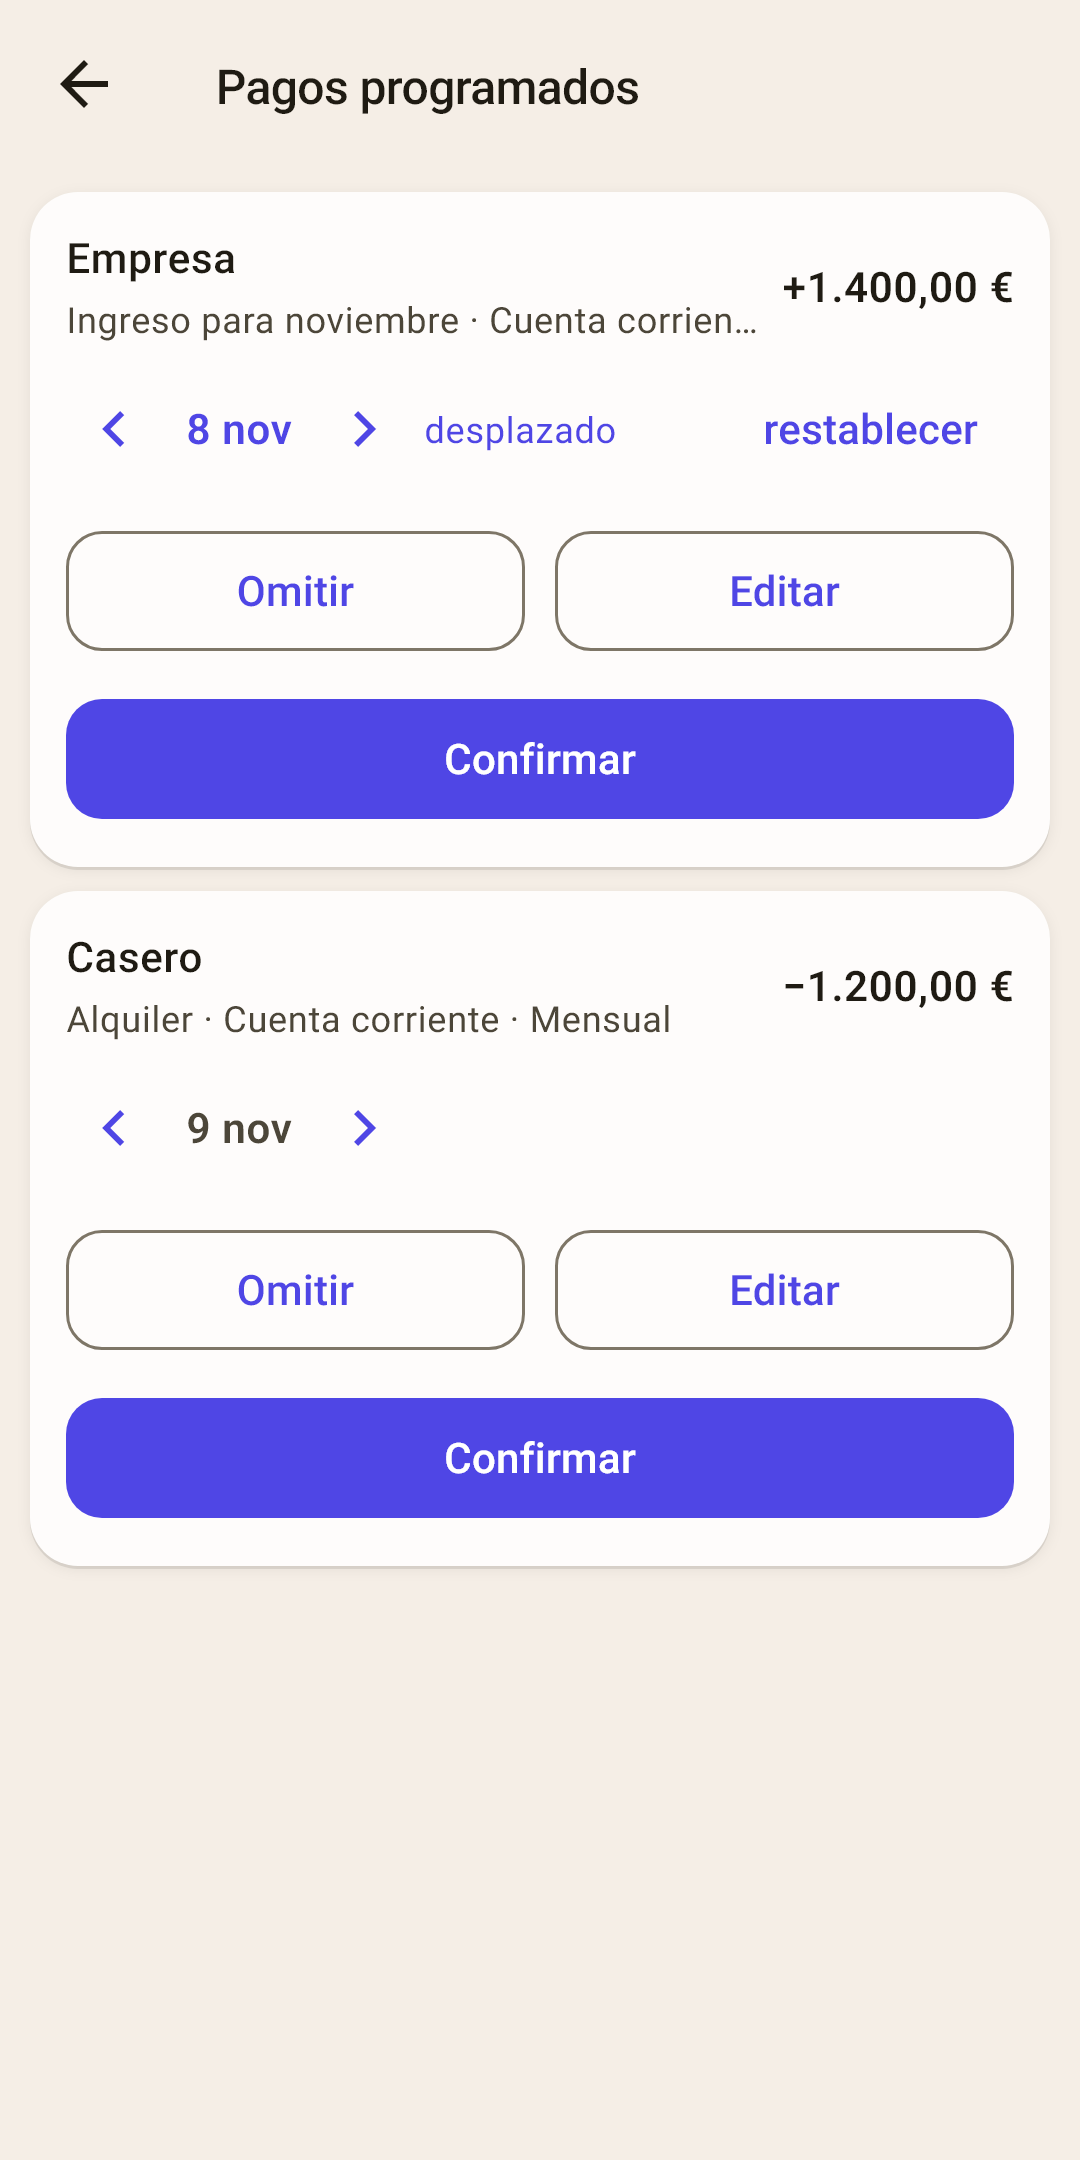 Pagos programados
Empresa
+1.400,00 €
Ingreso para noviembre · Cuenta corrien…
8 nov desplazado restablecer
Omitir Editar
Confirmar
Casero
−1.200,00 €
Alquiler · Cuenta corriente · Mensual
9 nov
Omitir Editar
Confirmar